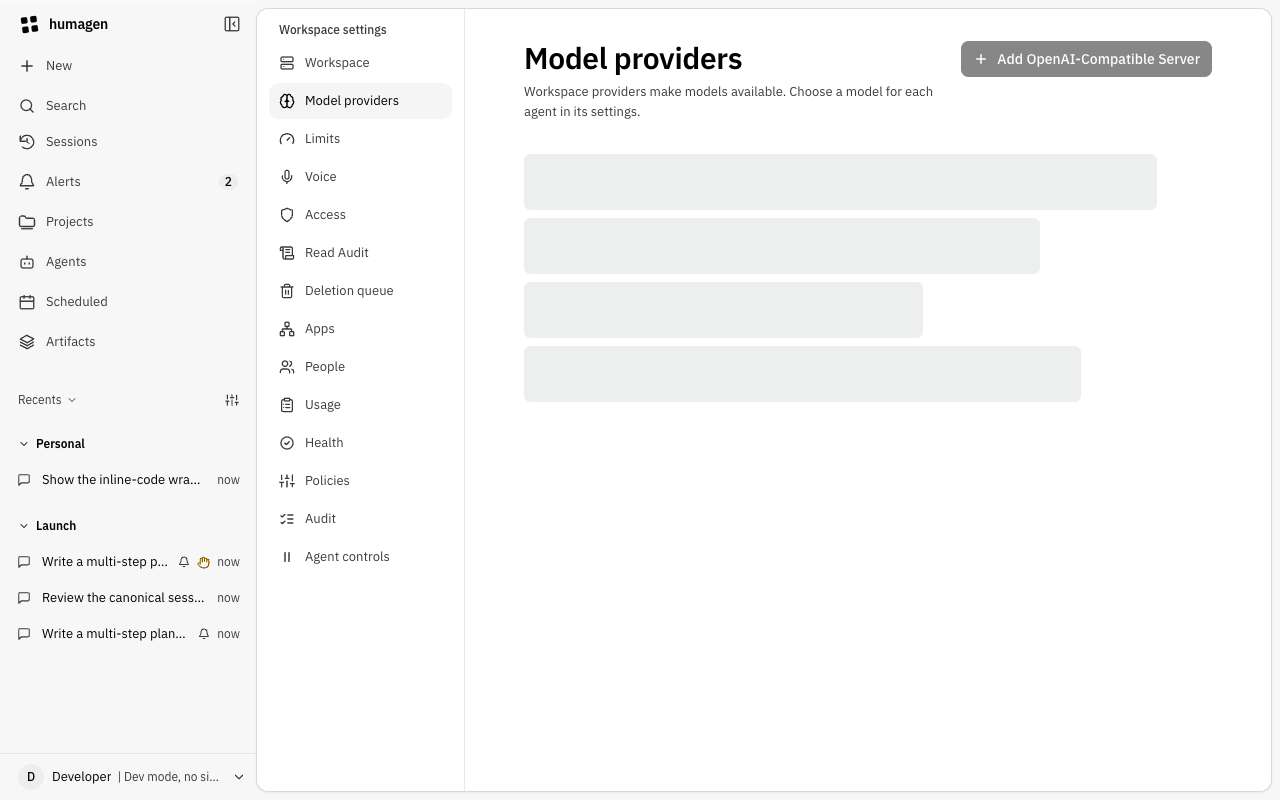 humagen
New
Search
Sessions
Alerts 2
Projects
Agents
Scheduled
Artifacts
Recents
Personal
Show the inline-code wra... now
Launch
Write a multi-step p... now
Review the canonical sess... now
Write a multi-step plan... now
D Developer | Dev mode, no si...
Workspace settings
Workspace
Model providers
Limits
Voice
Access
Read Audit
Deletion queue
Apps
People
Usage
Health
Policies
Audit
Agent controls
Model providers
Add OpenAI-Compatible Server
Workspace providers make models available. Choose a model for each
agent in its settings.